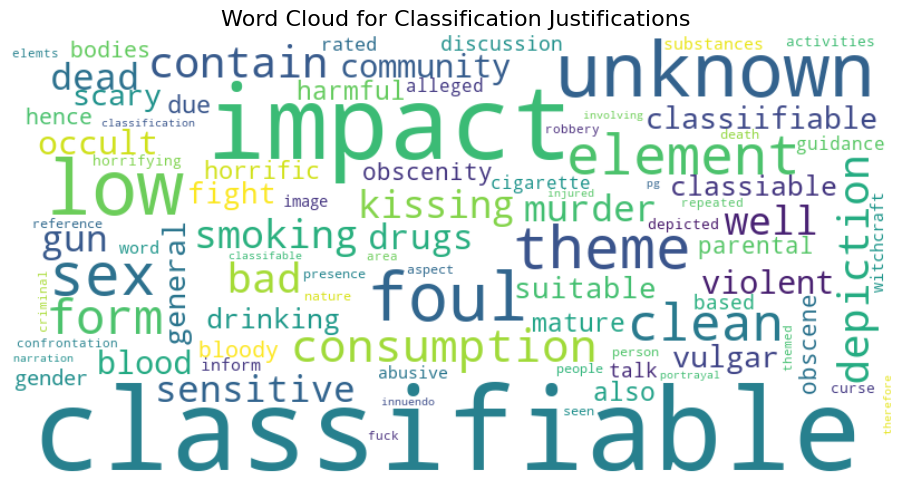 Word Cloud for Classification Justifications
elemts bodies rated discussion substances activities
dead contain community unknown
scary due harmful alleged
hence classification impact involving classiifiable
occult robbery death guidance
horrifying horrific obscenity element
low fight image kissing cigarette injured pg classiable
murder repeated witchcraft
reference gun word general smoking drugs theme depicted well parental depiction
classifable area
sex bad presence aspect foul suitable violent
criminal form nature based obscene
drinking consumption mature clean themed
confrontation blood bloody
narration inform people person talk vulgar
gender sensitive abusive portrayal also curse
innuendo seen therefore
classifiable fuck